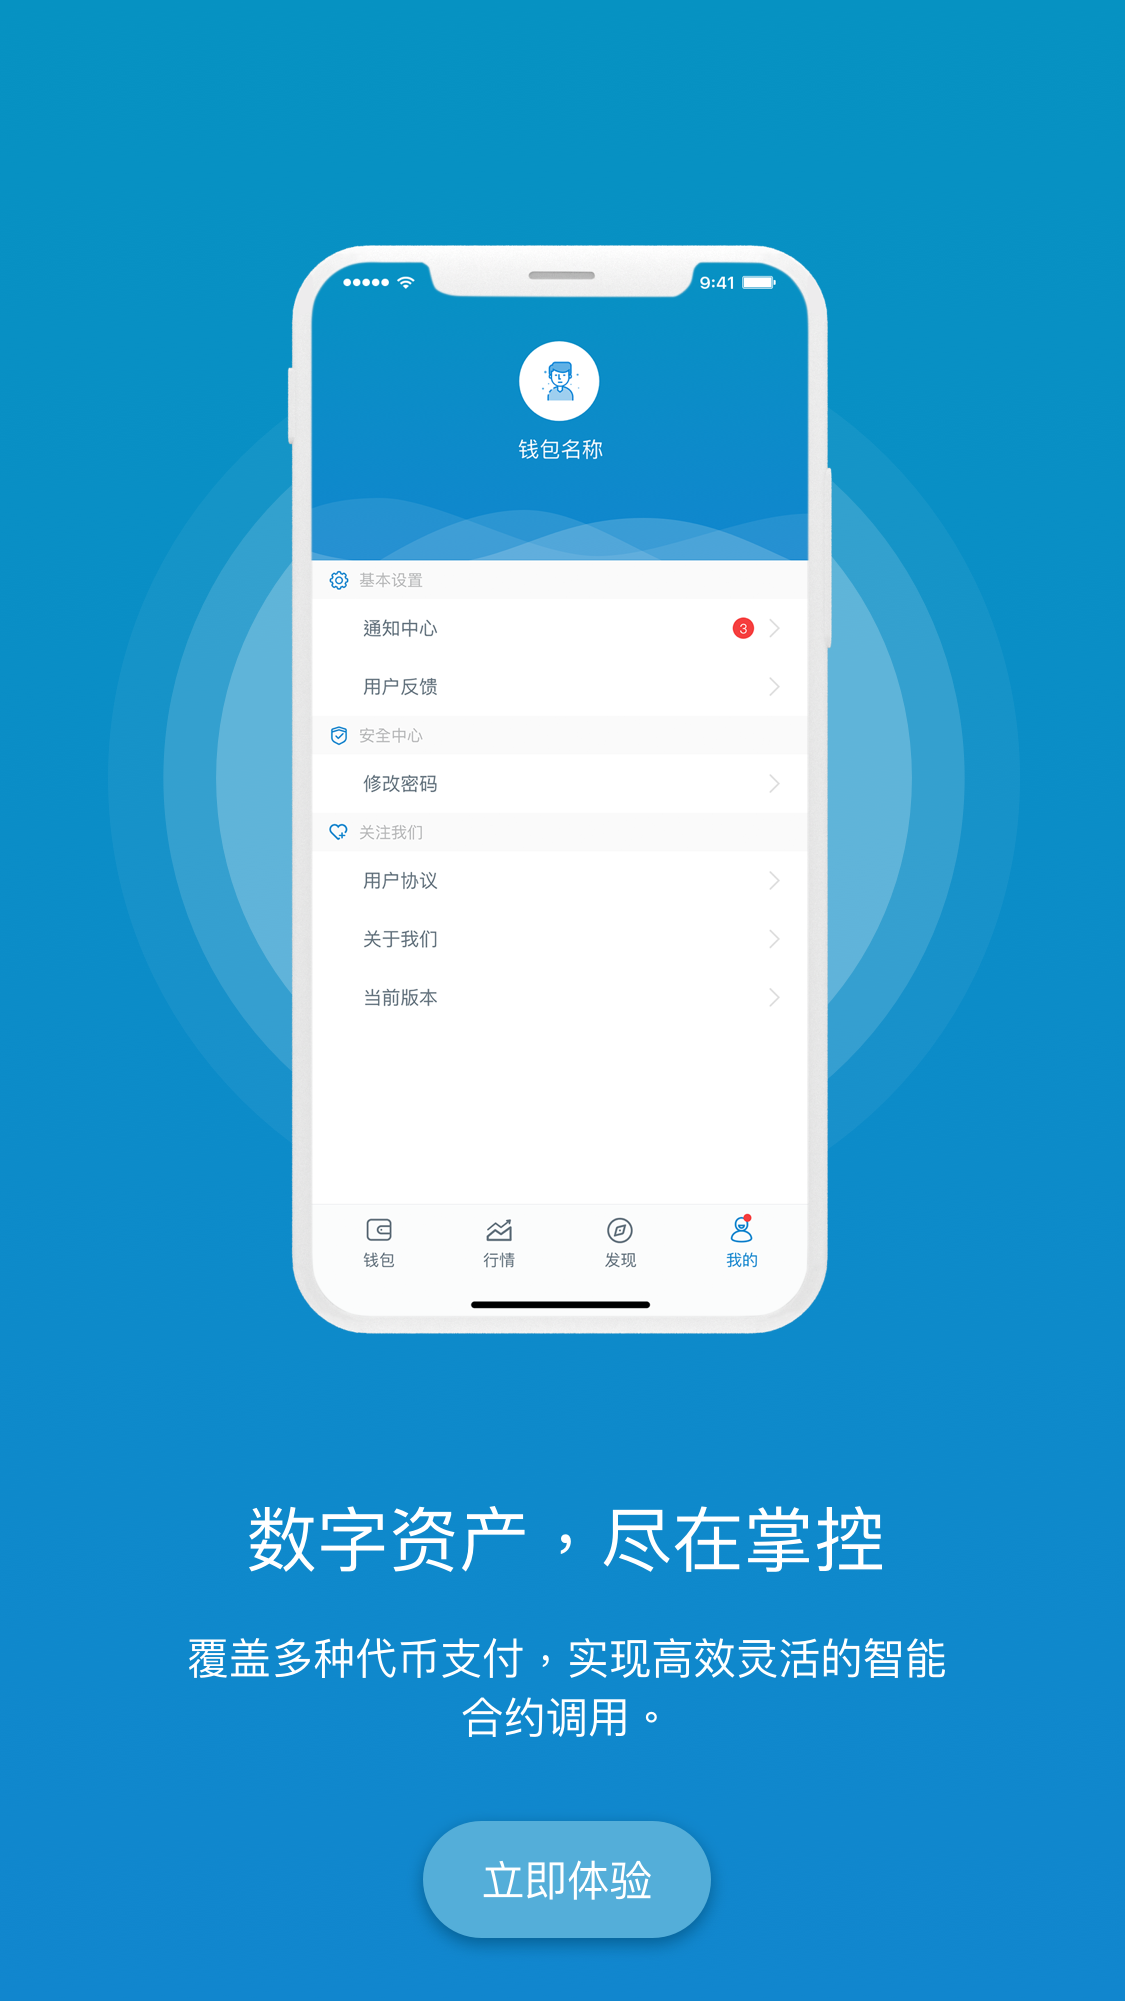 9:41
钱包名称
基本设置
通知中心
3
用户反馈
安全中心
修改密码
关注我们
用户协议
关于我们
当前版本
钱包 行情 发现 我的
数字资产，尽在掌控
覆盖多种代币支付，实现高效灵活的智能
合约调用。
立即体验